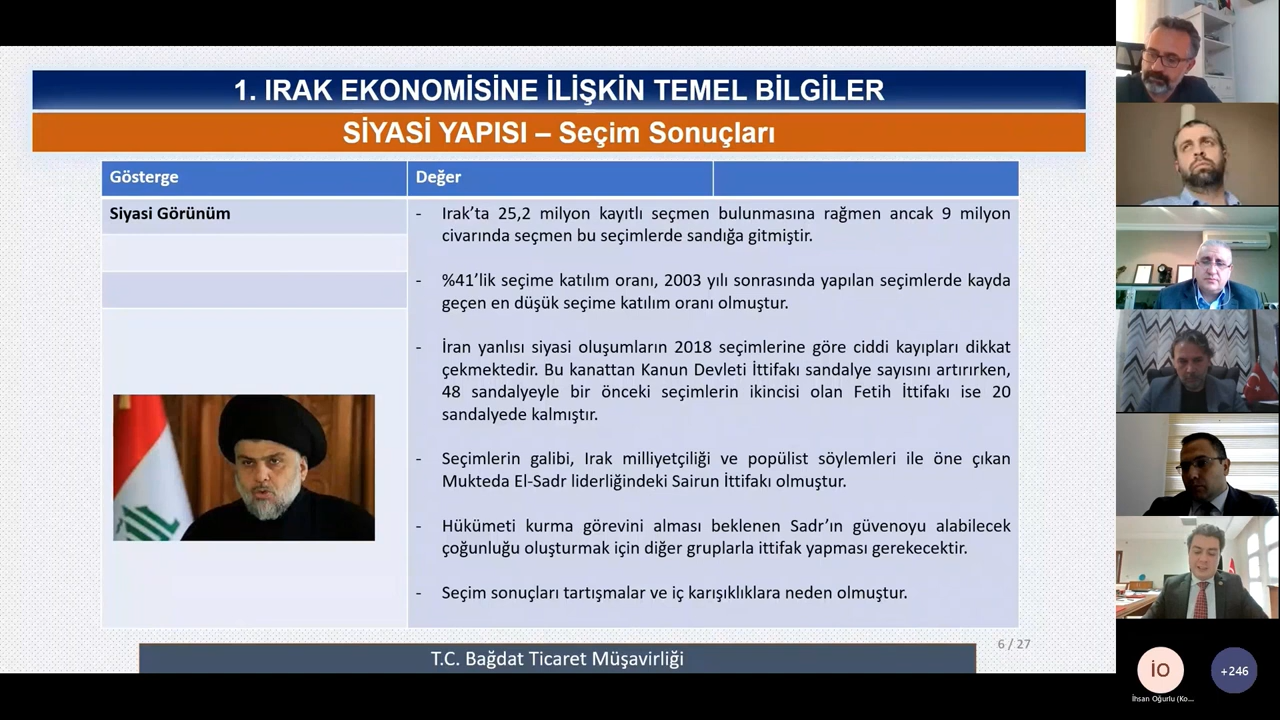 1. IRAK EKONOMİSİNE İLİŞKİN TEMEL BİLGİLER
SİYASİ YAPISI – Seçim Sonuçları
Gösterge
Değer
Siyasi Görünüm
- Irak’ta 25,2 milyon kayıtlı seçmen bulunmasına rağmen ancak 9 milyon
civarında seçmen bu seçimlerde sandığa gitmiştir.
- %41’lik seçime katılım oranı, 2003 yılı sonrasında yapılan seçimlerde kayda
geçen en düşük seçime katılım oranı olmuştur.
- İran yanlısı siyasi oluşumların 2018 seçimlerine göre ciddi kayıpları dikkat
çekmektedir. Bu kanattan Kanun Devleti İttifakı sandalye sayısını artırırken,
48 sandalyeyle bir önceki seçimlerin ikincisi olan Fetih İttifakı ise 20
sandalyede kalmıştır.
- Seçimlerin galibi, Irak milliyetçiliği ve popülist söylemleri ile öne çıkan
Mukteda El-Sadr liderliğindeki Sairun İttifakı olmuştur.
- Hükümeti kurma görevini alması beklenen Sadr’ın güvenoyu alabilecek
çoğunluğu oluşturmak için diğer gruplarla ittifak yapması gerekecektir.
- Seçim sonuçları tartışmalar ve iç karışıklıklara neden olmuştur.
6 / 27
T.C. Bağdat Ticaret Müşavirliği
İO
+246
İhsan Oğurlu (Ko...